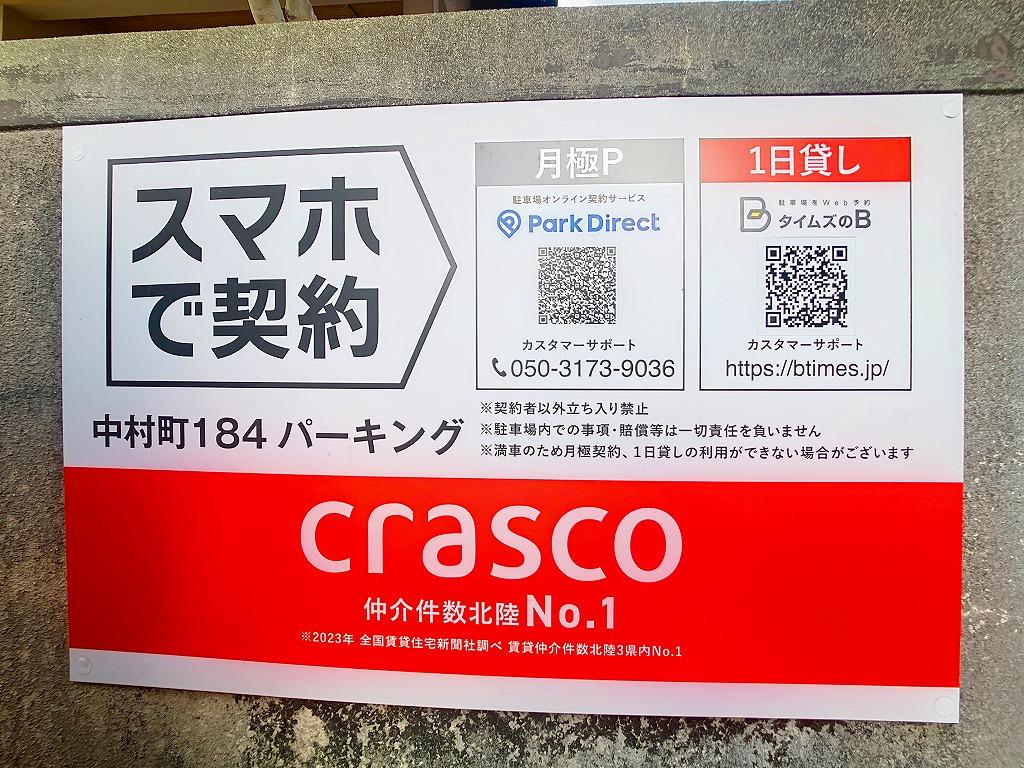 スマホ
で契約
中村町184 パーキング
月極P
駐車場オンライン契約サービス
Park Direct
カスタマーサポート
050-3173-9036
1日貸し
駐車場をWeb予約
タイムズのB
カスタマーサポート
https://btimes.jp/
※契約者以外立ち入り禁止
※駐車場内での事項・賠償等は一切責任を負いません
※満車のため月極契約、1日貸しの利用ができない場合がございます
crasco
仲介件数北陸No.1
※2023年 全国賃貸住宅新聞社調べ 賃貸仲介件数北陸3県内No.1